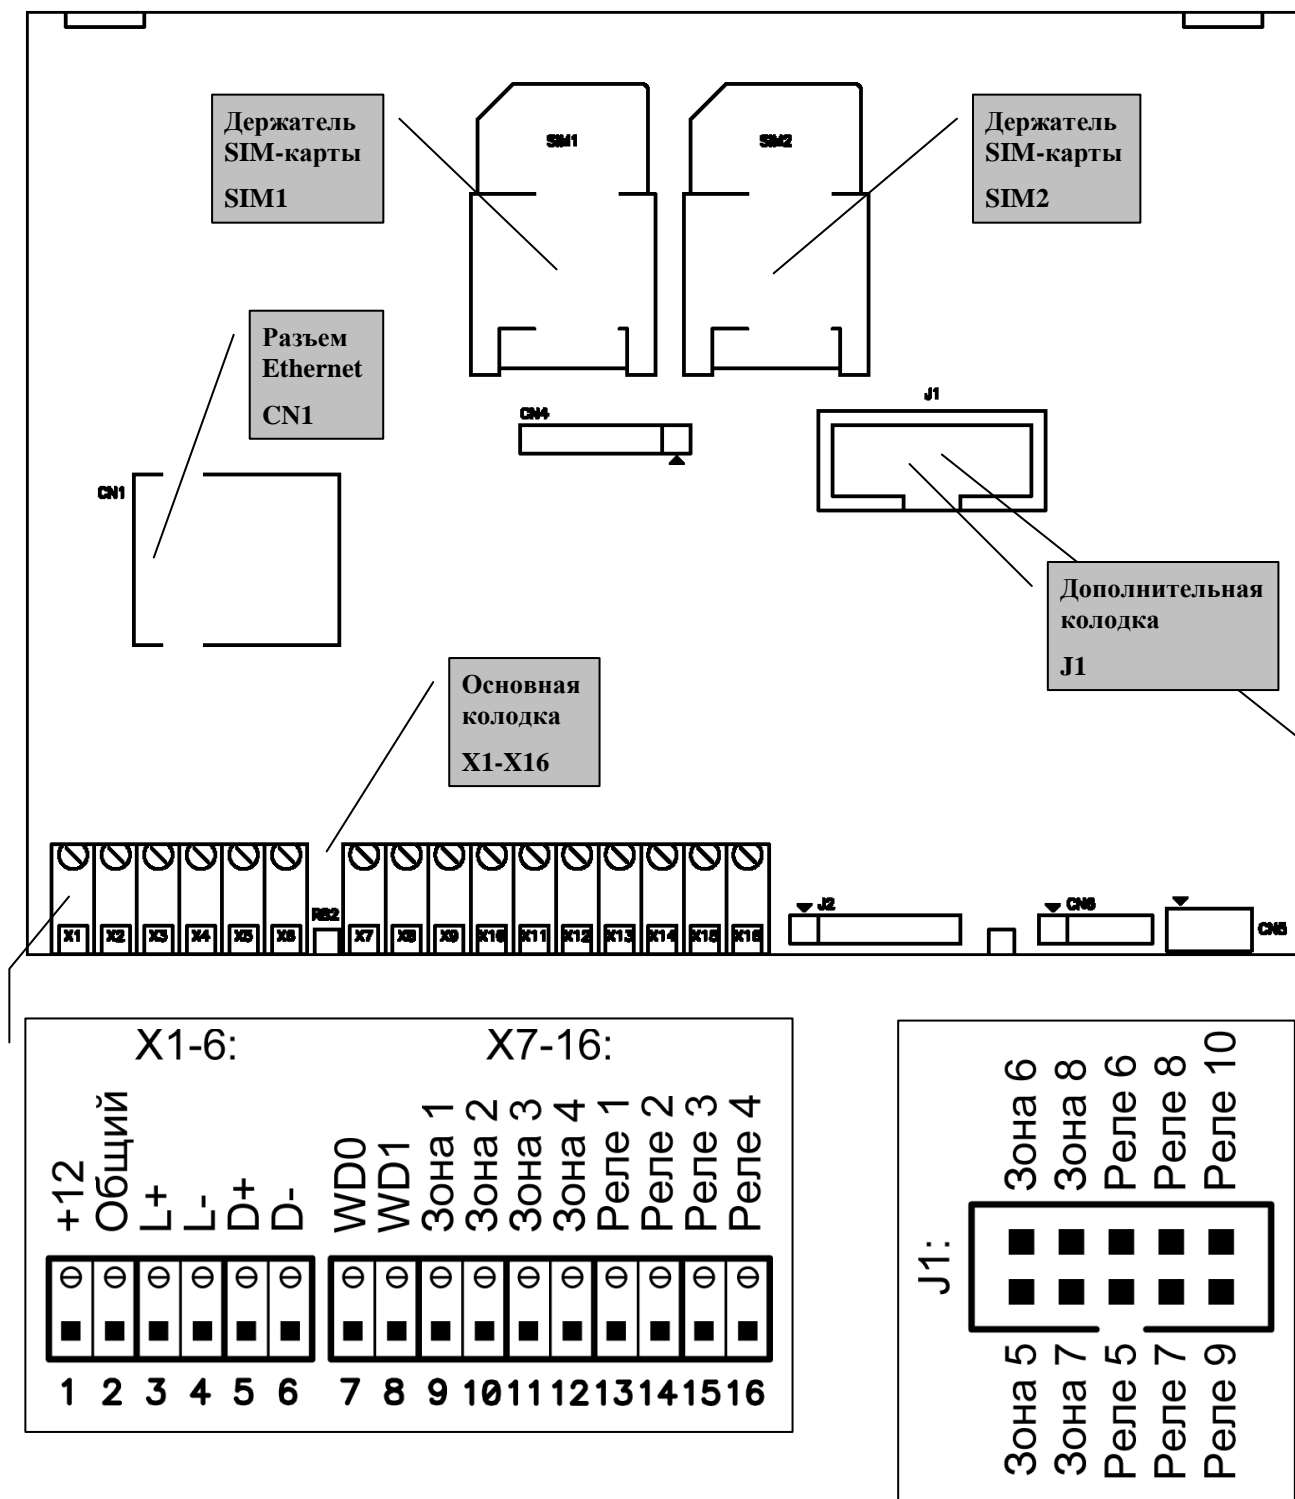 Держатель
SIM-карты
SIM1
SIM1
SIM2
Держатель
SIM-карты
SIM2
Разъем
Ethernet
CN1
CN4
J1
CN1
Дополнительная
колодка
J1
Основная
колодка
X1-X16
X1 X2 X3 X4 X5 X6 RB2 X7 X8 X9 X10 X11 X12 X13 X14 X15 X16
J2
CN6
CN5
X1-6:
X7-16:
+12
Общий
L+
L-
D+
D-
WD0
WD1
Зона 1
Зона 2
Зона 3
Зона 4
Реле 1
Реле 2
Реле 3
Реле 4
1 2 3 4 5 6 7 8 9 10 11 12 13 14 15 16
J1:
Зона 6
Зона 8
Реле 6
Реле 8
Реле 10
Зона 5
Зона 7
Реле 5
Реле 7
Реле 9